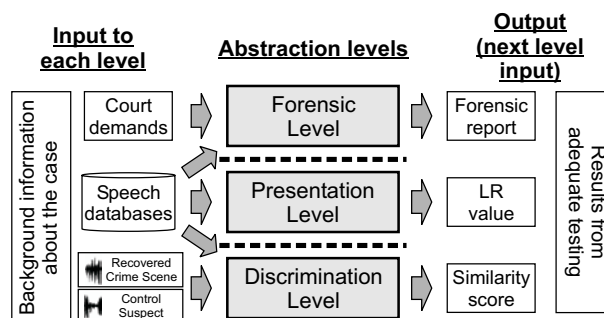 Input to
each level
Abstraction levels
Output
(next level
input)
Background information
about the case
Court
demands
Forensic
Level
Forensic
report
Speech
databases
Presentation
Level
LR
value
Recovered
Crime Scene
Control
Suspect
Discrimination
Level
Similarity
score
Results from
adequate testing